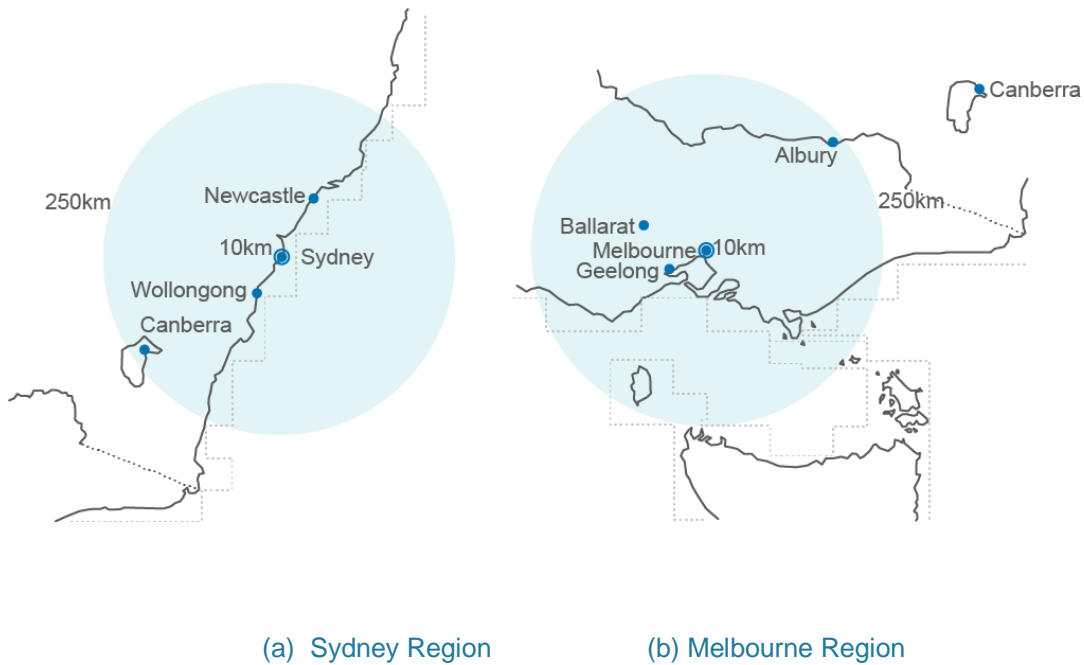 250km
Newcastle
10km
Sydney
Wollongong
Canberra
Canberra
Albury
250km
Ballarat
Melbourne
10km
Geelong
(a) Sydney Region
(b) Melbourne Region